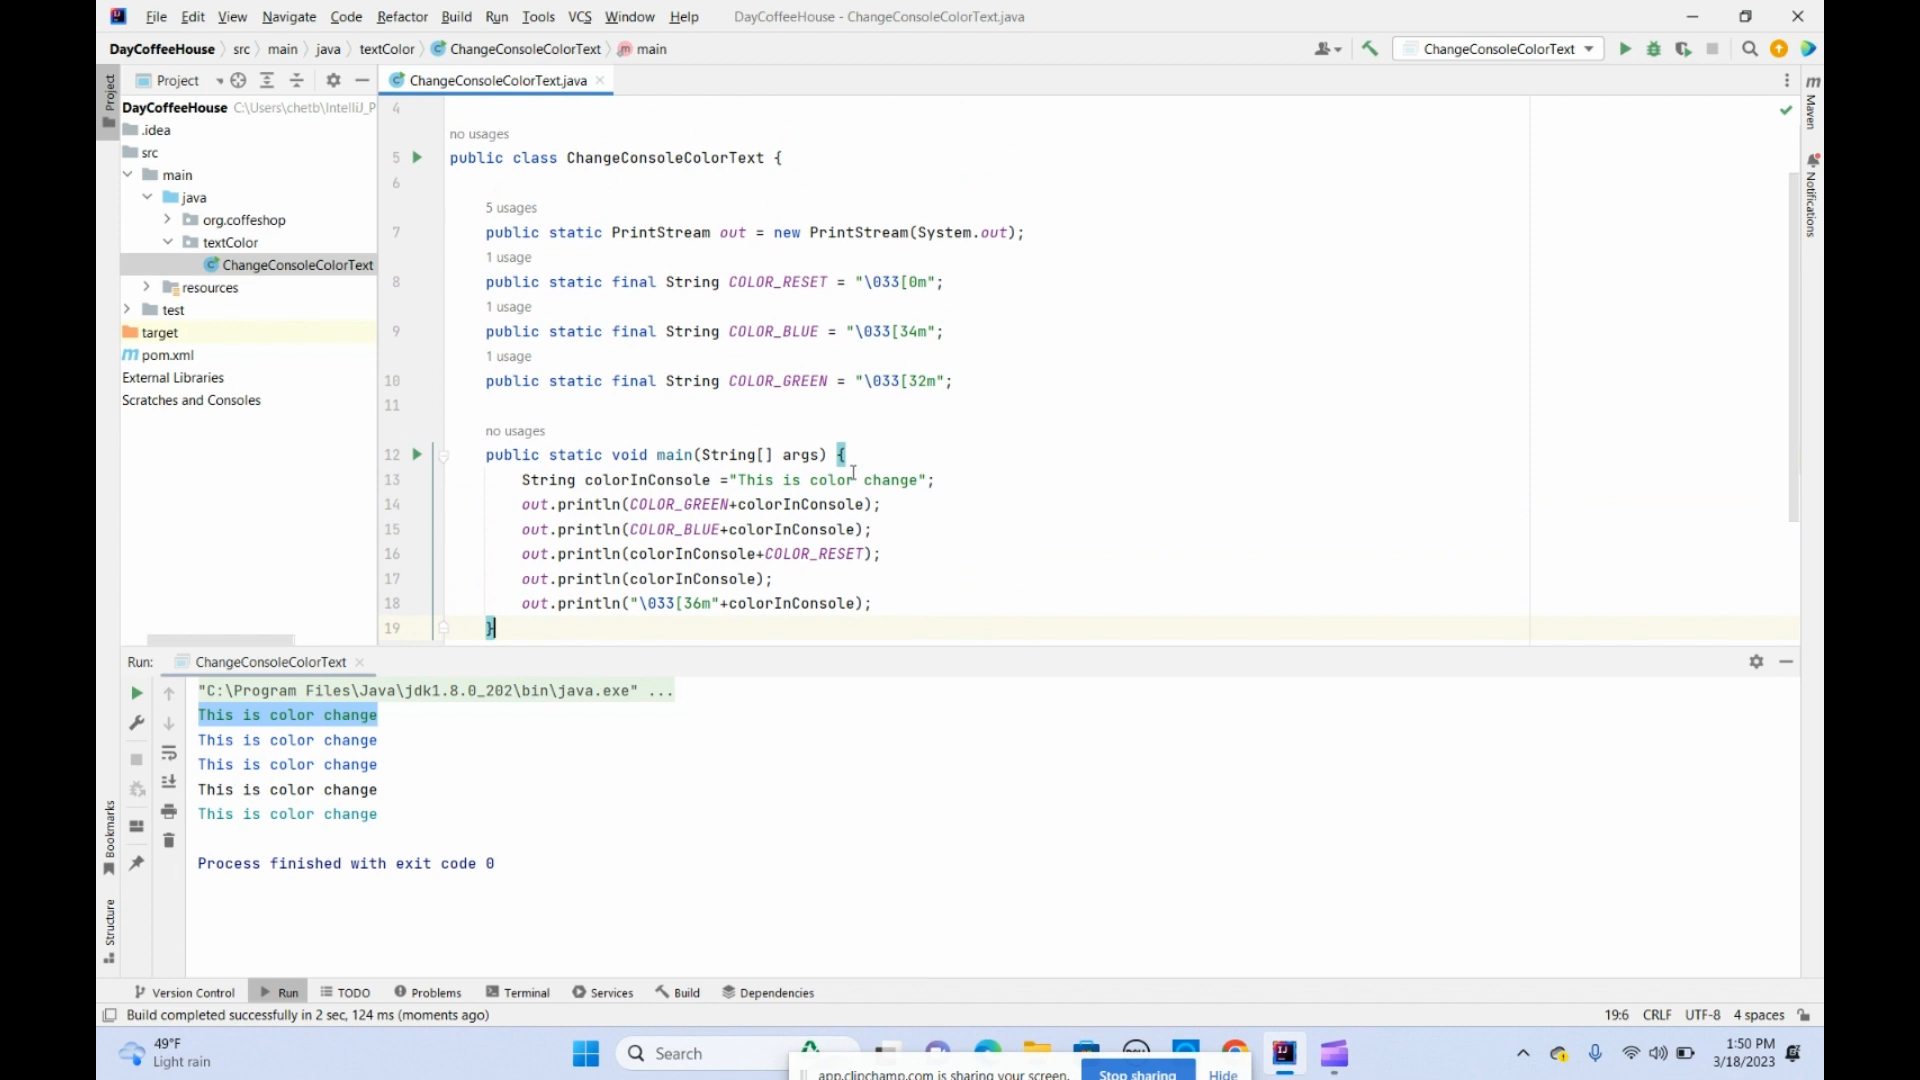 File Edit View Navigate Code Refactor Build Run Tools VCS Window Help DayCoffeeHouse - ChangeConsoleColorText.java
DayCoffeeHouse src main java textColor ChangeConsoleColorText main ChangeConsoleColorText
Project ChangeConsoleColorText.java
DayCoffeeHouse C:\Users\chetb\IntelliJ_P
.idea
src
main
java
org.coffeshop
textColor
ChangeConsoleColorText
resources
test
target
pom.xml
External Libraries
Scratches and Consoles
Project
Bookmarks
Structure
4
no usages
5 public class ChangeConsoleColorText {
6
5 usages
7 public static PrintStream out = new PrintStream(System.out);
1 usage
8 public static final String COLOR_RESET = "\033[0m";
1 usage
9 public static final String COLOR_BLUE = "\033[34m";
1 usage
10 public static final String COLOR_GREEN = "\033[32m";
11
no usages
12 public static void main(String[] args) {
13 String colorInConsole ="This is color change";
14 out.println(COLOR_GREEN+colorInConsole);
15 out.println(COLOR_BLUE+colorInConsole);
16 out.println(colorInConsole+COLOR_RESET);
17 out.println(colorInConsole);
18 out.println("\033[36m"+colorInConsole);
19 }
Maven
Notifications
Run: ChangeConsoleColorText
"C:\Program Files\Java\jdk1.8.0_202\bin\java.exe" ...
This is color change
This is color change
This is color change
This is color change
This is color change
Process finished with exit code 0
Version Control Run TODO Problems Terminal Services Build Dependencies
Build completed successfully in 2 sec, 124 ms (moments ago) 19:6 CRLF UTF-8 4 spaces
49°F
Light rain
Search
app.clipchamp.com is sharing your screen. Stop sharing Hide
1:50 PM
3/18/2023